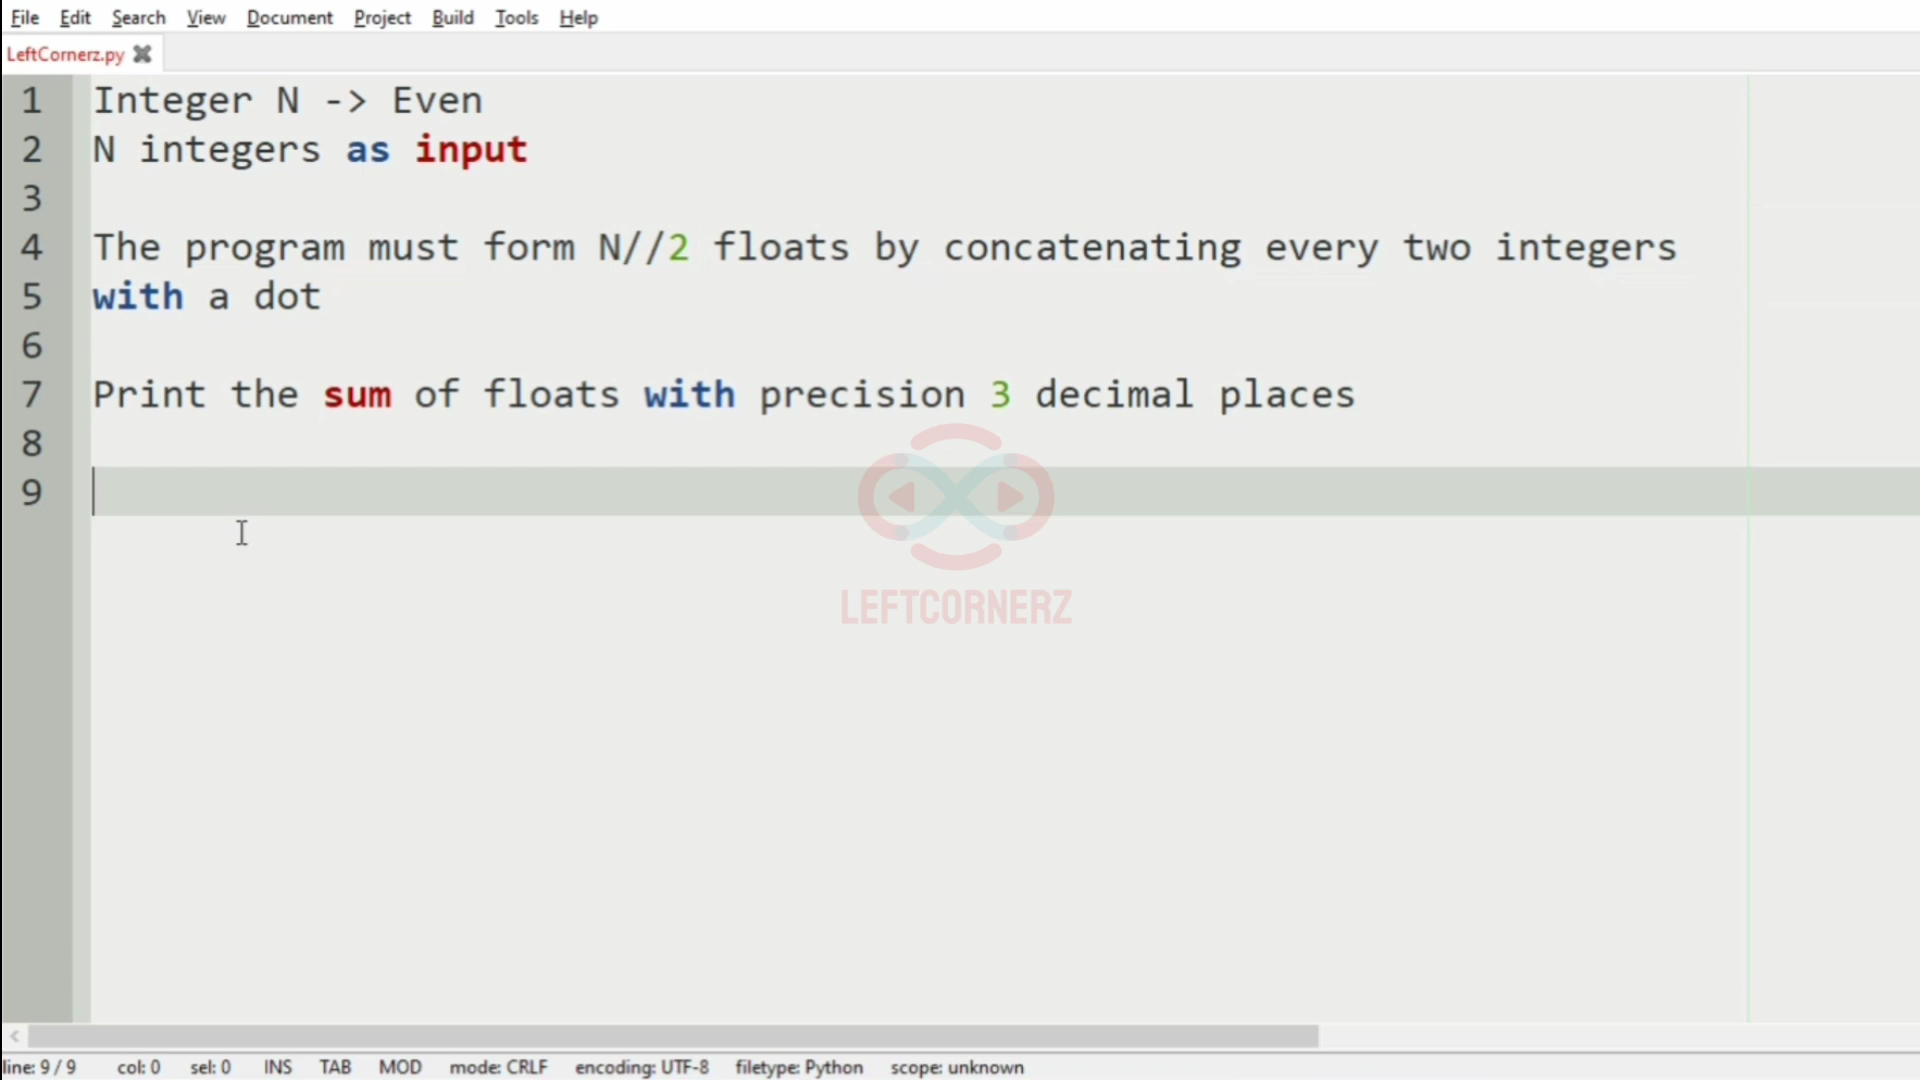 File Edit Search View Document Project Build Tools Help
LeftCornerz.py
1 Integer N -> Even
2 N integers as input
3
4 The program must form N//2 floats by concatenating every two integers
5 with a dot
6
7 Print the sum of floats with precision 3 decimal places
8
9
LEFTCORNERZ
line: 9 / 9 col: 0 sel: 0 INS TAB MOD mode: CRLF encoding: UTF-8 filetype: Python scope: unknown